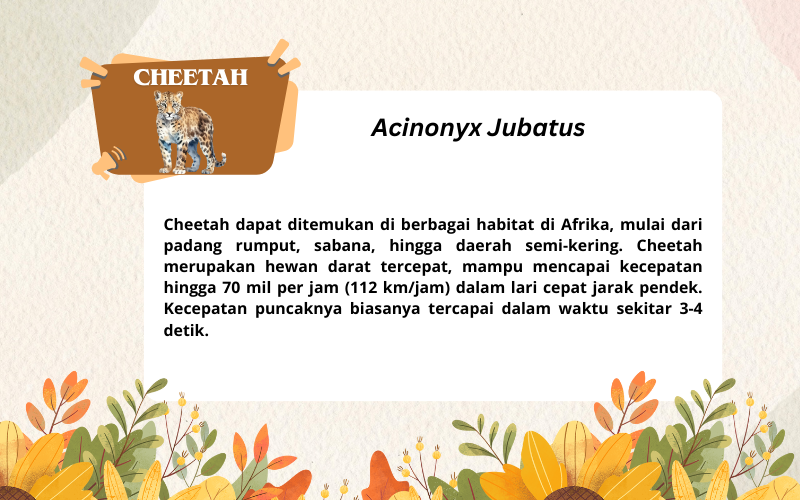 CHEETAH
Acinonyx Jubatus
Cheetah dapat ditemukan di berbagai habitat di Afrika, mulai dari
padang rumput, sabana, hingga daerah semi-kering. Cheetah
merupakan hewan darat tercepat, mampu mencapai kecepatan
hingga 70 mil per jam (112 km/jam) dalam lari cepat jarak pendek.
Kecepatan puncaknya biasanya tercapai dalam waktu sekitar 3-4
detik.